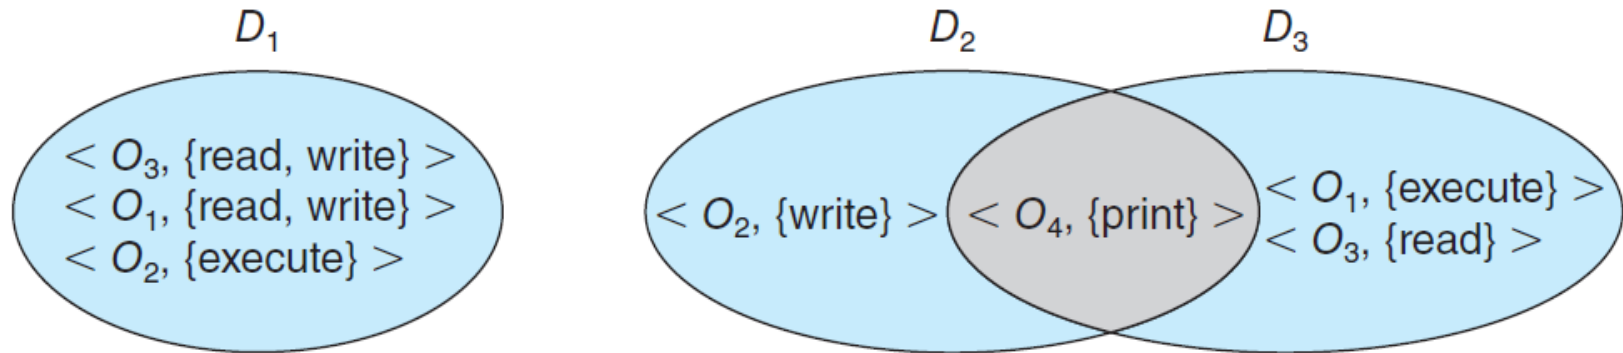 D₁
D₂
D₃
< O₃, {read, write} >
< O₁, {read, write} >
< O₂, {execute} >
< O₂, {write} >
< O₄, {print} >
< O₁, {execute} >
< O₃, {read} >